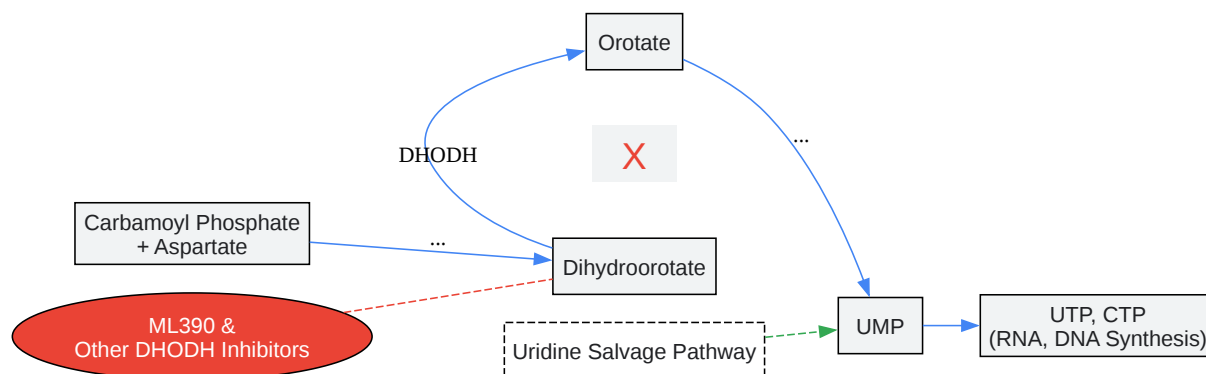 Orotate
...
DHODH
X
Carbamoyl Phosphate
+ Aspartate
...
Dihydroorotate
ML390 &
Other DHODH Inhibitors
Uridine Salvage Pathway
UMP
UTP, CTP
(RNA, DNA Synthesis)